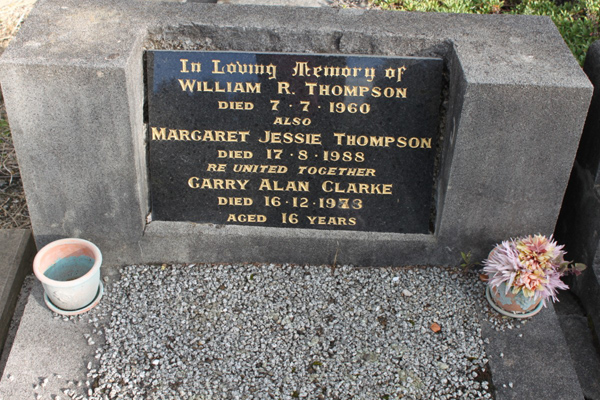 In Loving Memory of
WILLIAM R. THOMPSON
DIED 7·7·1960
ALSO
MARGARET JESSIE THOMPSON
DIED 17·8·1988
RE UNITED TOGETHER
GARRY ALAN CLARKE
DIED 16·12·1973
AGED 16 YEARS